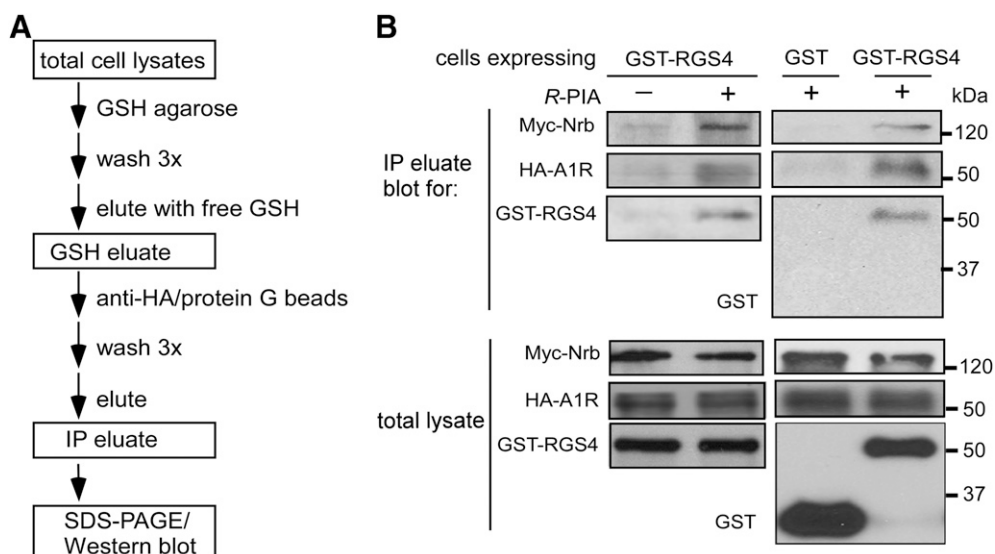 A
total cell lysates
GSH agarose
wash 3x
elute with free GSH
GSH eluate
anti-HA/protein G beads
wash 3x
elute
IP eluate
SDS-PAGE/
Western blot
B
cells expressing
GST-RGS4
GST
GST-RGS4
R-PIA
–
+
+
+
kDa
IP eluate
blot for:
Myc-Nrb
120
HA-A1R
50
GST-RGS4
50
37
GST
total lysate
Myc-Nrb
120
HA-A1R
50
GST-RGS4
50
37
GST